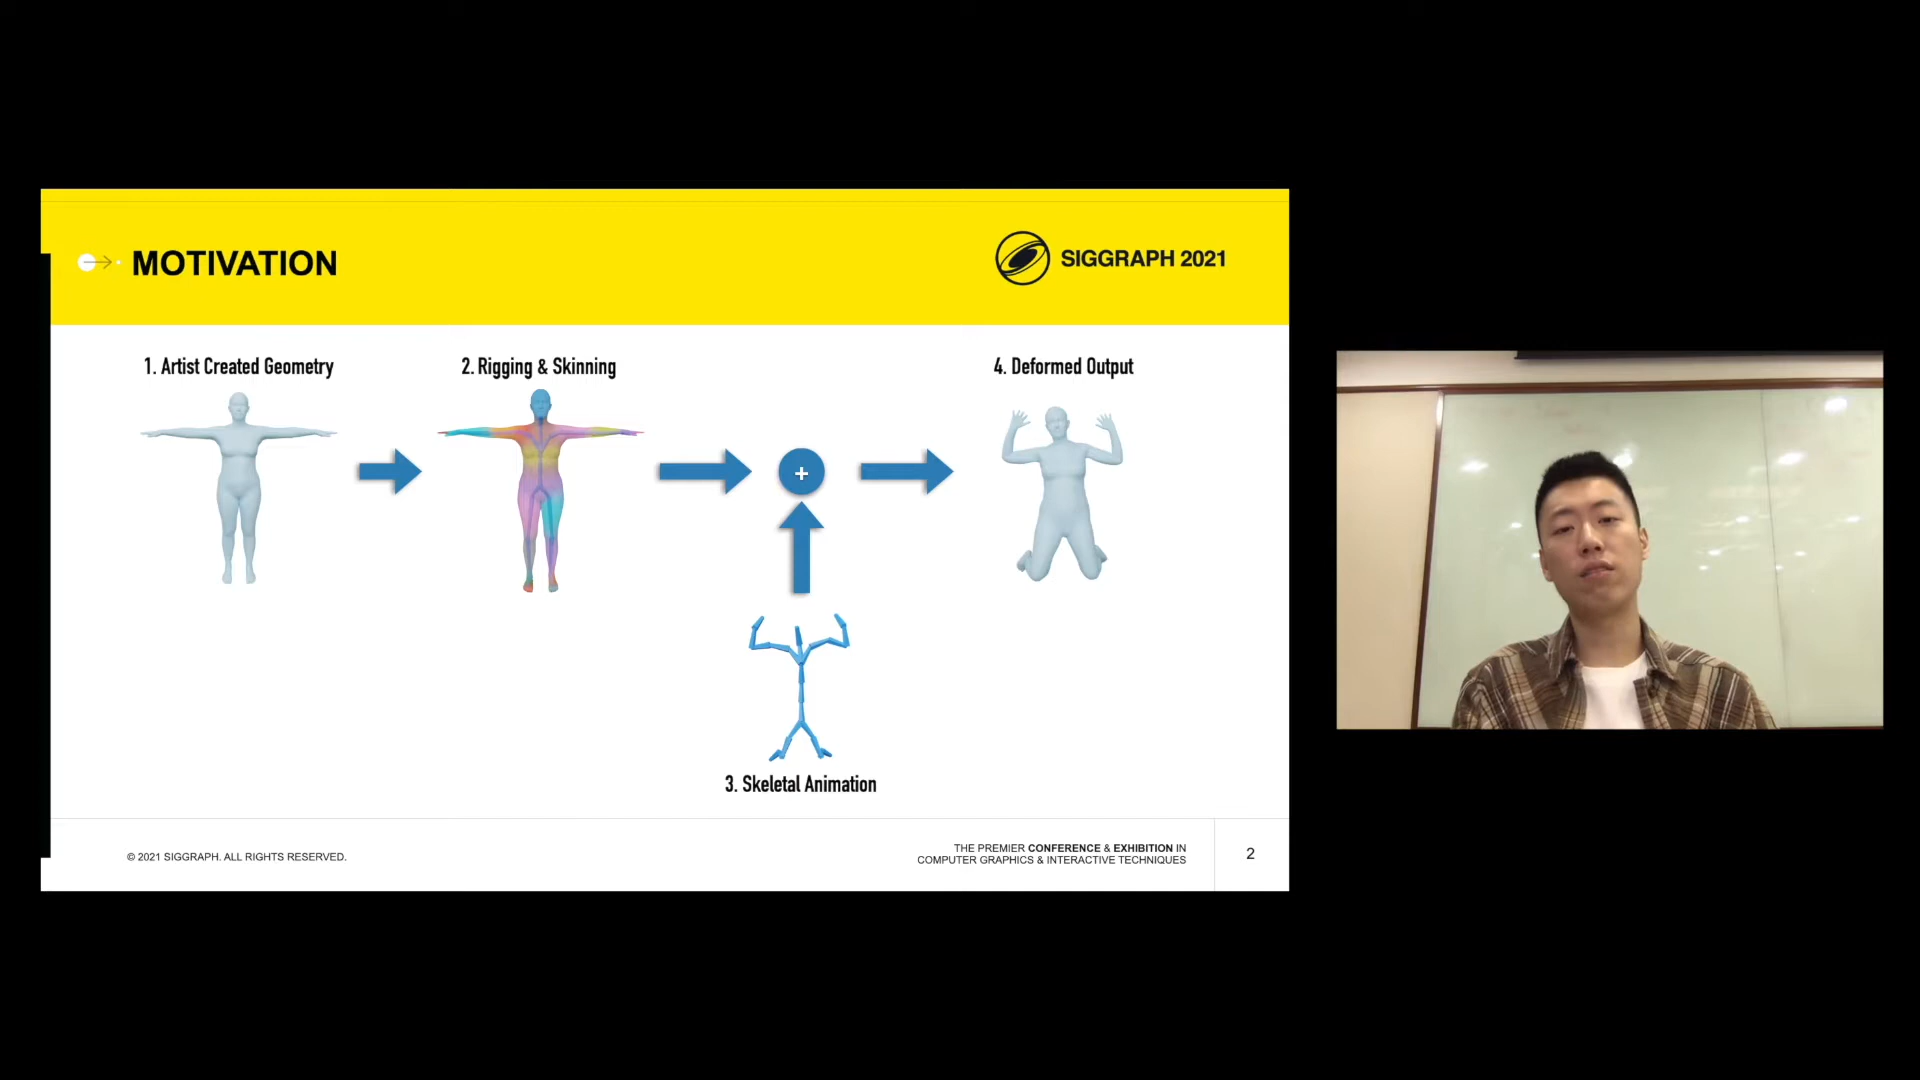 MOTIVATION
SIGGRAPH 2021
1. Artist Created Geometry
2. Rigging & Skinning
4. Deformed Output
3. Skeletal Animation
© 2021 SIGGRAPH. ALL RIGHTS RESERVED.
THE PREMIER CONFERENCE & EXHIBITION IN
COMPUTER GRAPHICS & INTERACTIVE TECHNIQUES
2